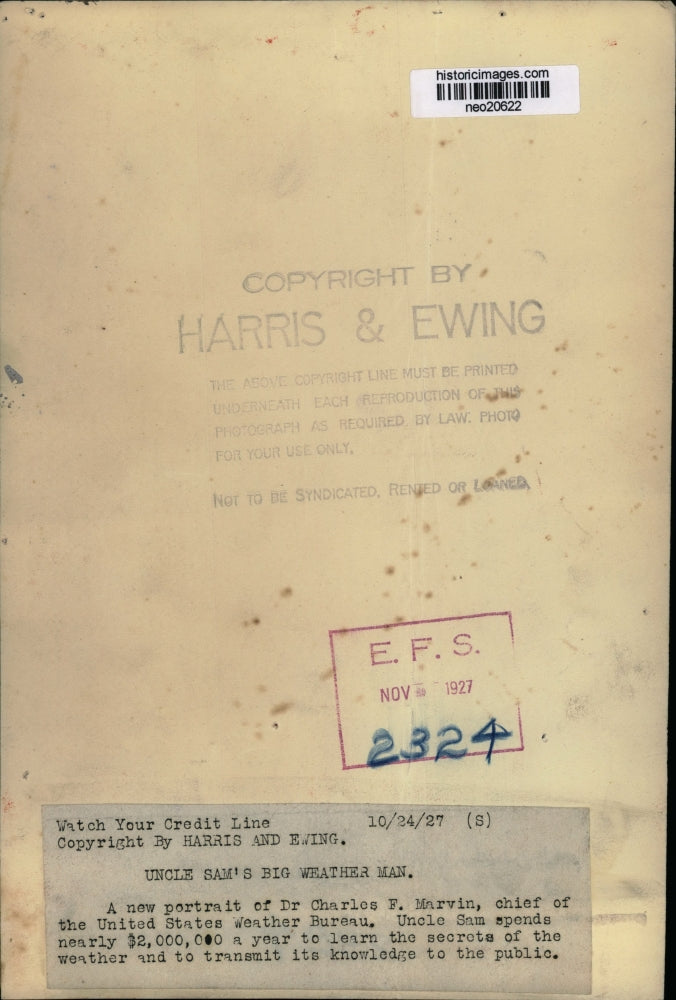 historicimages.com
neo20622
COPYRIGHT BY
HARRIS & EWING
THE ABOVE COPYRIGHT LINE MUST BE PRINTED
UNDERNEATH EACH REPRODUCTION OF THIS
PHOTOGRAPH AS REQUIRED BY LAW. PHOTO
FOR YOUR USE ONLY.
NOT TO BE SYNDICATED, RENTED OR LOANED.
E. F. S.
NOV 1927
2324
Watch Your Credit Line 10/24/27 (S)
Copyright By HARRIS AND EWING.
UNCLE SAM'S BIG WEATHER MAN.
A new portrait of Dr Charles F. Marvin, chief of
the United States Weather Bureau. Uncle Sam spends
nearly $2,000,000 a year to learn the secrets of the
weather and to transmit its knowledge to the public.